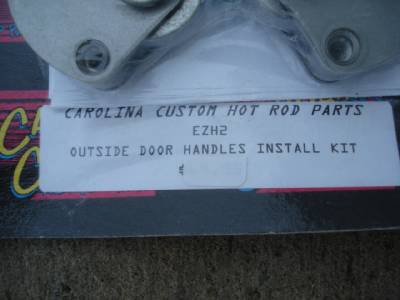 CAROLINA CUSTOM HOT ROD PARTS
EZH2
OUTSIDE DOOR HANDLES INSTALL KIT